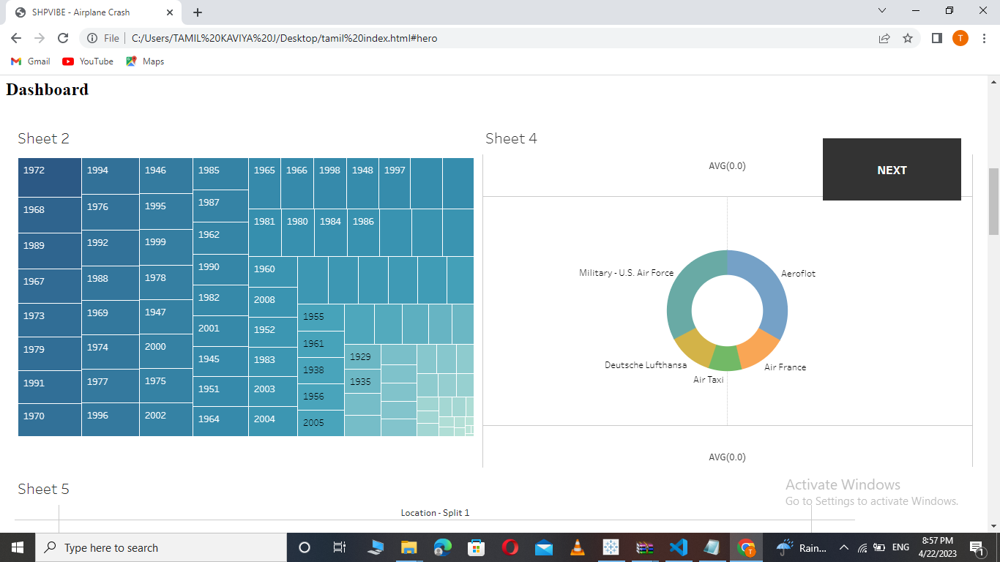 SHPVIBE - Airplane Crash
File C:/Users/TAMIL%20KAVIYA%20J/Desktop/tamil%20index.html#hero
T
Gmail YouTube Maps
Dashboard
Sheet 2
1972 1994 1946 1985 1965 1966 1998 1948 1997
1968 1976 1995 1987 1981 1980 1984 1986
1989 1992 1999 1962 1960
1967 1988 1978 1990 2008
1973 1969 1947 1982 1955
1979 1974 2000 2001 1952 1961
1991 1977 1975 1945 1983 1938 1929
1970 1996 2002 1951 2003 1956 1935
1964 2004 2005
Sheet 4
AVG(0.0)
NEXT
Military - U.S. Air Force
Aeroflot
Deutsche Lufthansa
Air France
Air Taxi
AVG(0.0)
Sheet 5
Location - Split 1
Activate Windows
Go to Settings to activate Windows.
Type here to search
T
Rain...
ENG
8:57 PM
4/22/2023
1